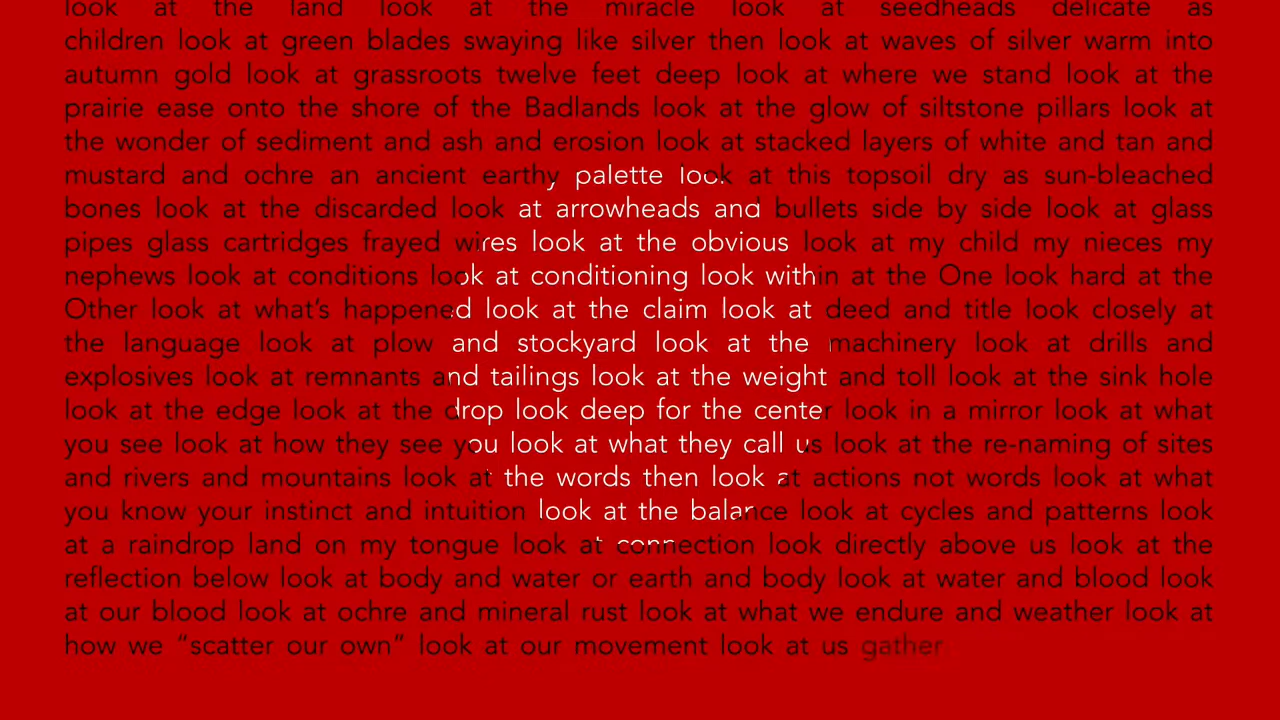 look at the land look at the miracle look at seedheads delicate as
children look at green blades swaying like silver then look at waves of silver warm into
autumn gold look at grassroots twelve feet deep look at where we stand look at the
prairie ease onto the shore of the Badlands look at the glow of siltstone pillars look at
the wonder of sediment and ash and erosion look at stacked layers of white and tan and
mustard and ochre an ancient earthy palette look at this topsoil dry as sun-bleached
bones look at the discarded look at arrowheads and bullets side by side look at glass
pipes glass cartridges frayed wires look at the obvious look at my child my nieces my
nephews look at conditions look at conditioning look within at the One look hard at the
Other look at what’s happened look at the claim look at deed and title look closely at
the language look at plow and stockyard look at the machinery look at drills and
explosives look at remnants and tailings look at the weight and toll look at the sink hole
look at the edge look at the drop look deep for the center look in a mirror look at what
you see look at how they see you look at what they call us look at the re-naming of sites
and rivers and mountains look at the words then look at actions not words look at what
you know your instinct and intuition look at the balance look at cycles and patterns look
at a raindrop land on my tongue look at connection look directly above us look at the
reflection below look at body and water or earth and body look at water and blood look
at our blood look at ochre and mineral rust look at what we endure and weather look at
how we “scatter our own” look at our movement look at us gather